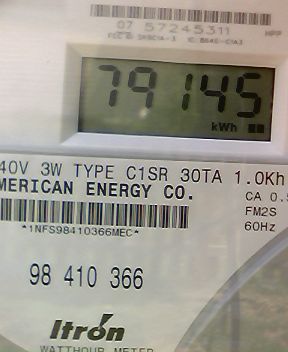 07 57245311
79145
kWh
40V 3W TYPE C1SR 30TA 1.0Kh
MERICAN ENERGY CO.
CA 0.5
FM2S
60Hz
*1NFS98410366MEC*
98 410 366
Itrón
WATTHOUR METER